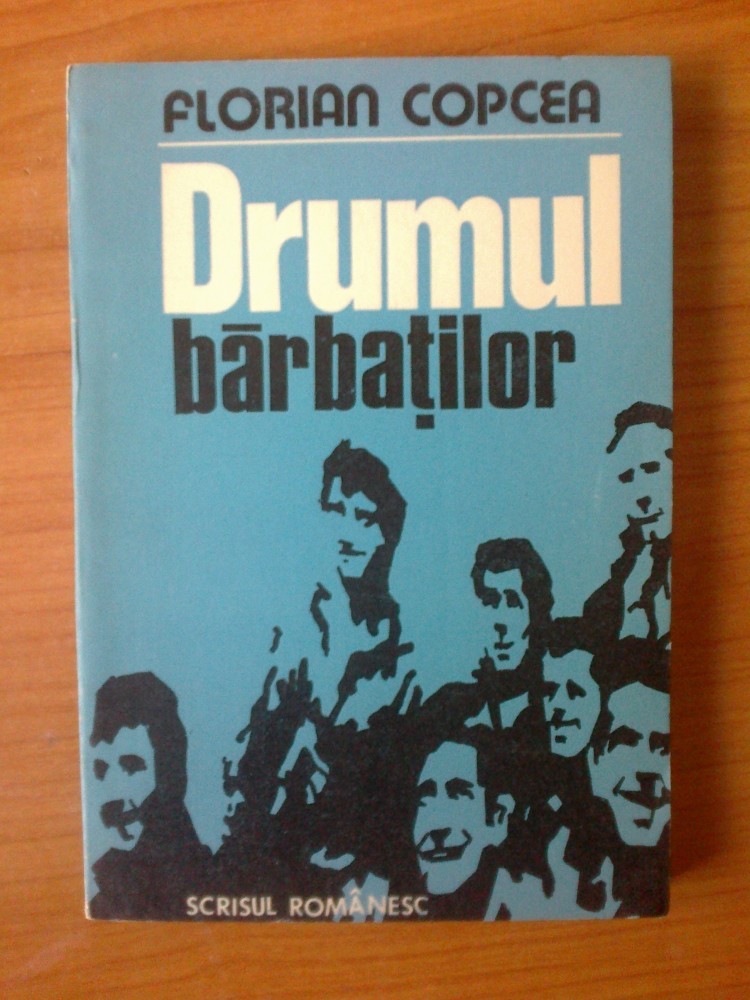 FLORIAN COPCEA
Drumul
bărbaților
SCRISUL ROMÂNESC